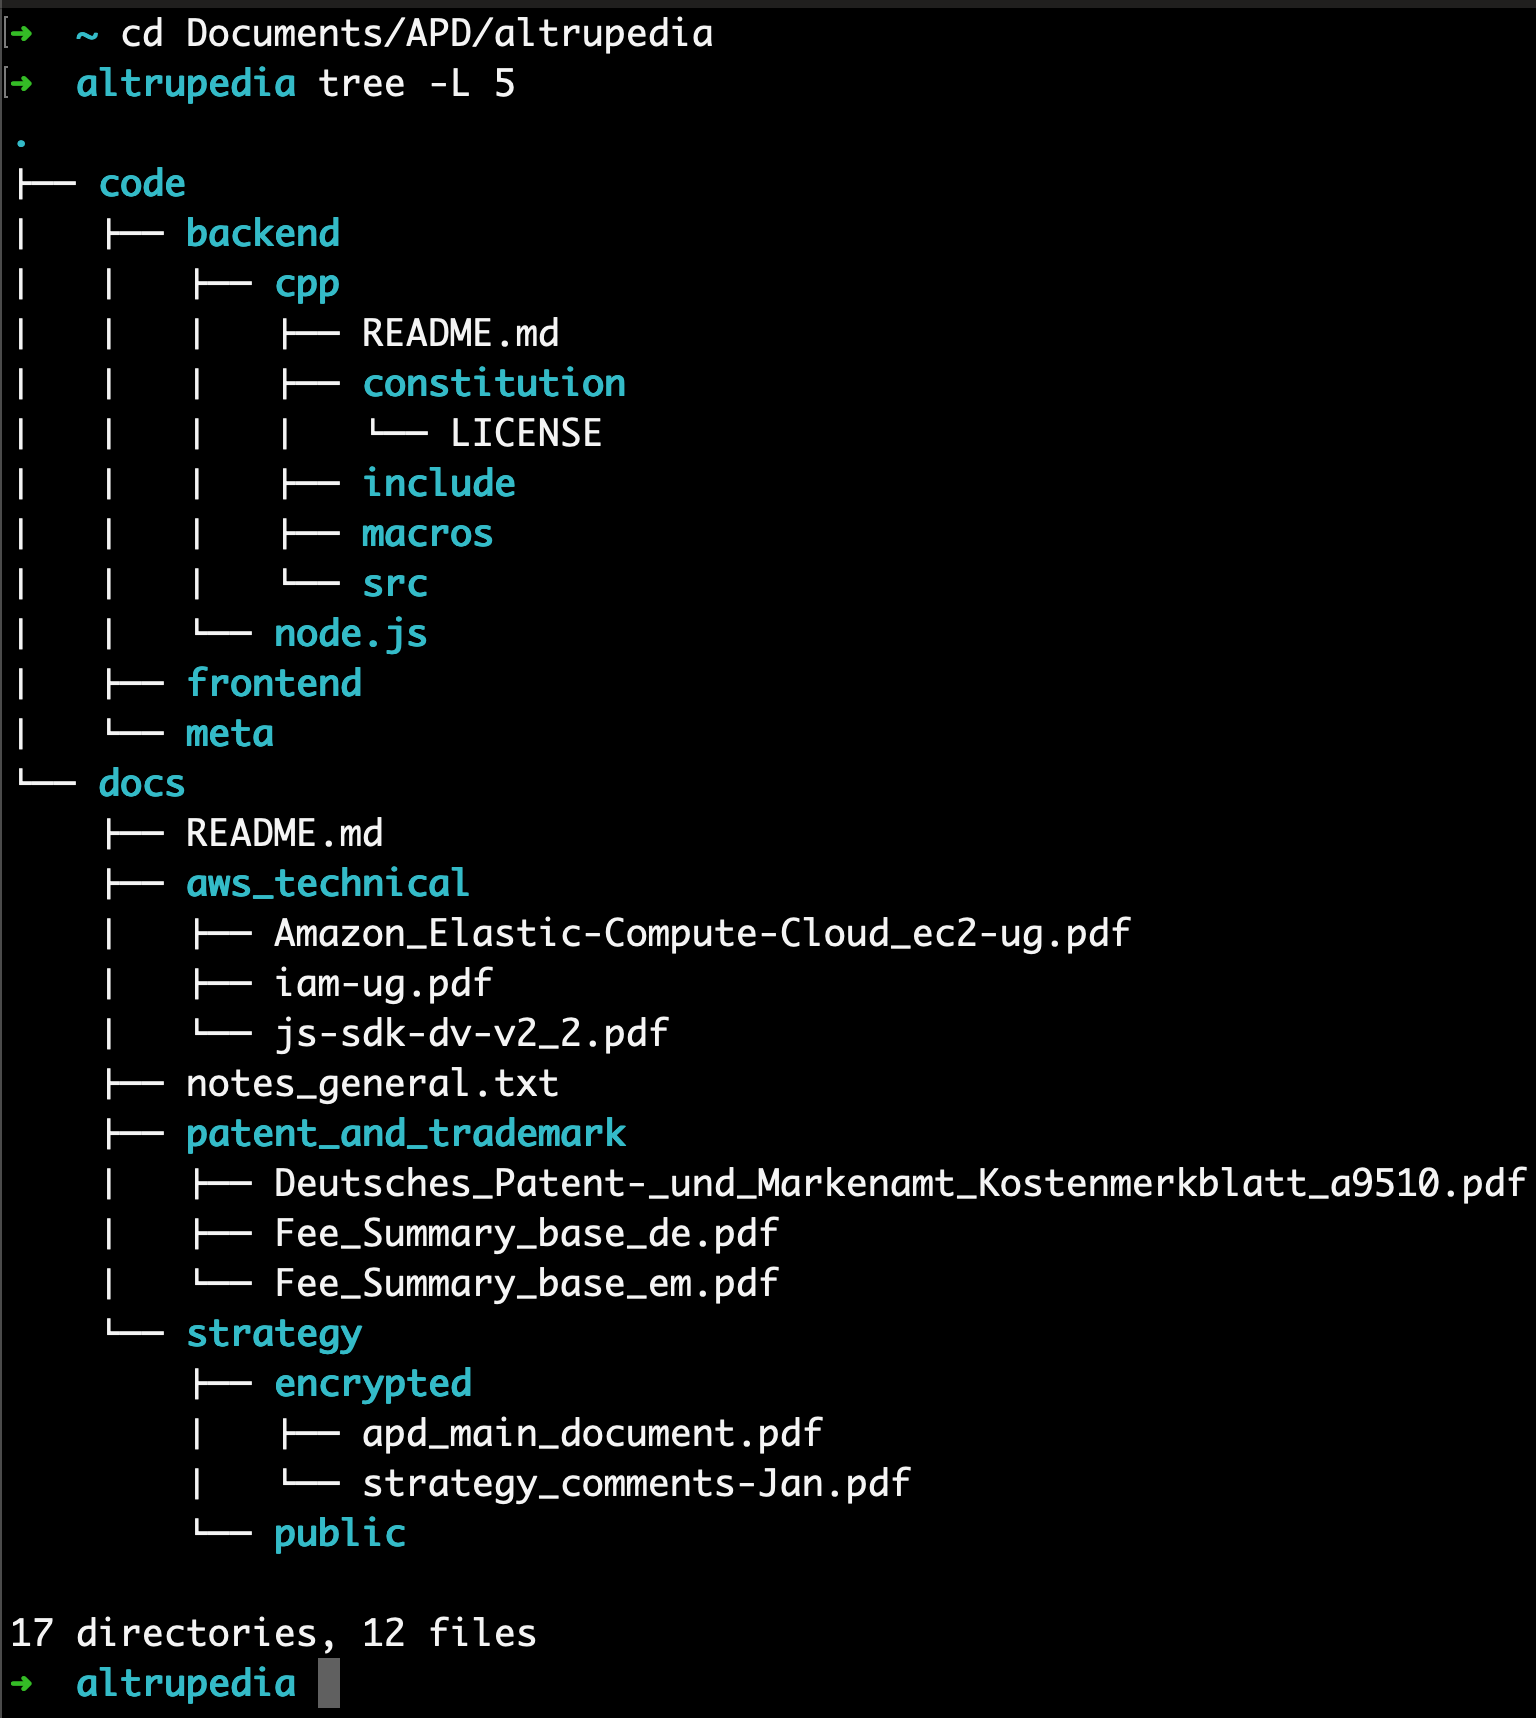 ➜  ~ cd Documents/APD/altrupedia
➜  altrupedia tree -L 5
.
├── code
│   ├── backend
│   │   ├── cpp
│   │   │   ├── README.md
│   │   │   ├── constitution
│   │   │   │   └── LICENSE
│   │   │   ├── include
│   │   │   ├── macros
│   │   │   └── src
│   │   └── node.js
│   ├── frontend
│   └── meta
└── docs
    ├── README.md
    ├── aws_technical
    │   ├── Amazon_Elastic-Compute-Cloud_ec2-ug.pdf
    │   ├── iam-ug.pdf
    │   └── js-sdk-dv-v2_2.pdf
    ├── notes_general.txt
    ├── patent_and_trademark
    │   ├── Deutsches_Patent-_und_Markenamt_Kostenmerkblatt_a9510.pdf
    │   ├── Fee_Summary_base_de.pdf
    │   └── Fee_Summary_base_em.pdf
    └── strategy
        ├── encrypted
        │   ├── apd_main_document.pdf
        │   └── strategy_comments-Jan.pdf
        └── public

17 directories, 12 files
➜  altrupedia